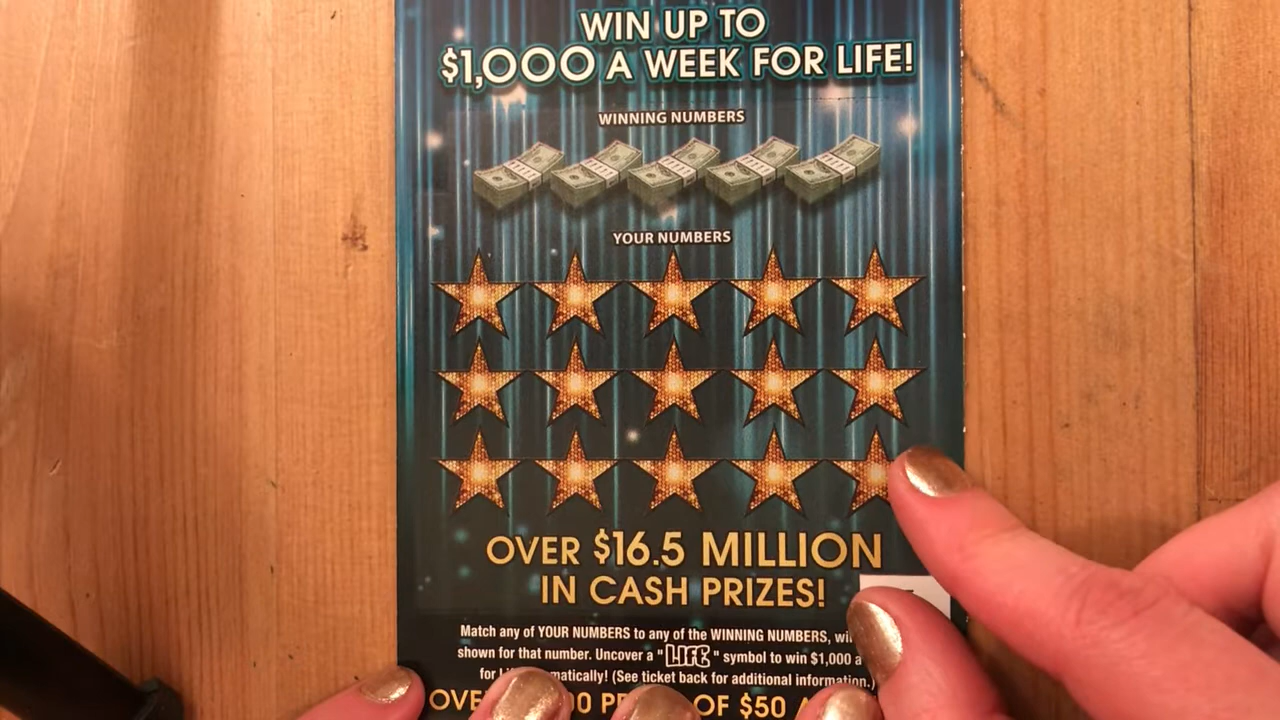 WIN UP TO
$1,000 A WEEK FOR LIFE!
WINNING NUMBERS
YOUR NUMBERS
OVER $16.5 MILLION
IN CASH PRIZES!
Match any of YOUR NUMBERS to any of the WINNING NUMBERS,
shown for that number. Uncover a "LIFE" symbol to win $1,000 a
for (See ticket back for additional information.)
OF $50